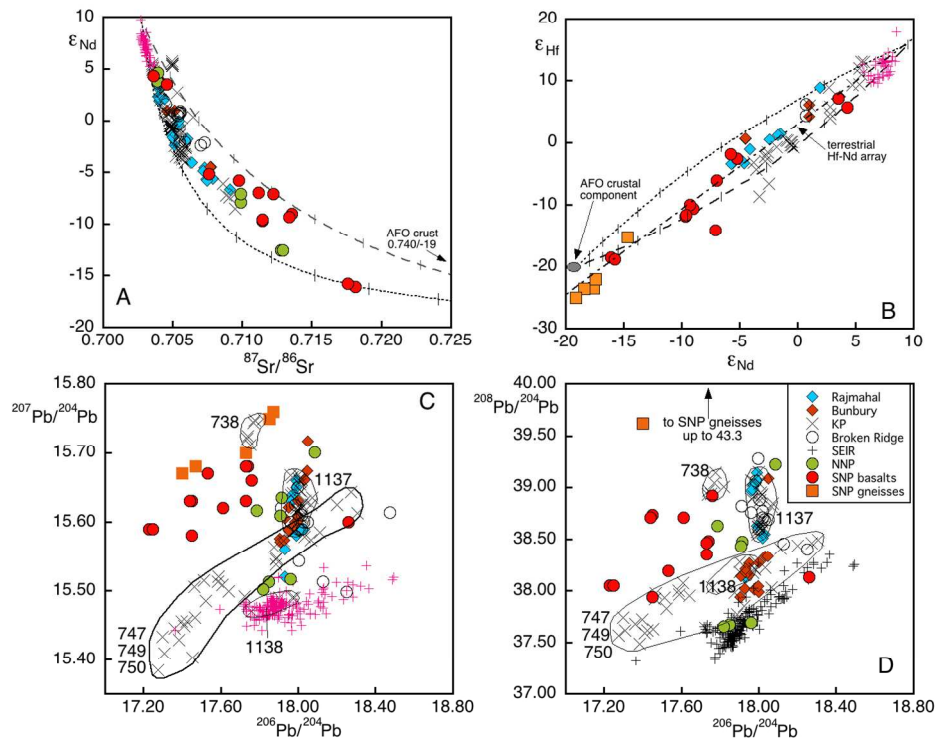 10
εNd
5
0
-5
-10
-15
-20
AFO crust
0.740/-19
A
0.700 0.705 0.710 0.715 0.720 0.725
87Sr/86Sr
20
εHf
10
0
-10
-20
-30
terrestrial
Hf-Nd array
AFO crustal
component
B
-20 -15 -10 -5 0 5 10
εNd
15.80
207Pb/204Pb
15.70
15.60
15.50
15.40
C
738
1137
747
749
750
1138
17.20 17.60 18.00 18.40 18.80
206Pb/204Pb
40.00
208Pb/204Pb
39.50
39.00
38.50
38.00
37.50
37.00
to SNP gneisses
up to 43.3
738
1137
1138
747
749
750
D
Rajmahal
Bunbury
KP
Broken Ridge
SEIR
NNP
SNP basalts
SNP gneisses
17.20 17.60 18.00 18.40 18.80
206Pb/204Pb